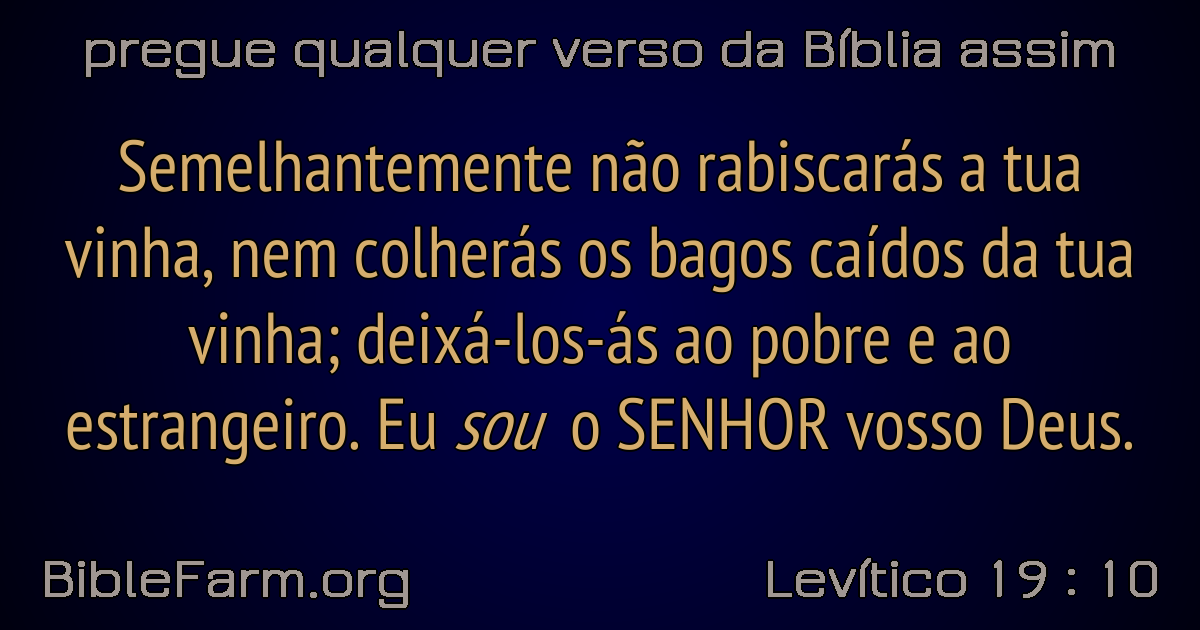 pregue qualquer verso da Bíblia assim
Semelhantemente não rabiscarás a tua
vinha, nem colherás os bagos caídos da tua
vinha; deixá-los-ás ao pobre e ao
estrangeiro. Eu sou o SENHOR vosso Deus.
BibleFarm.org
Levítico 19 : 10